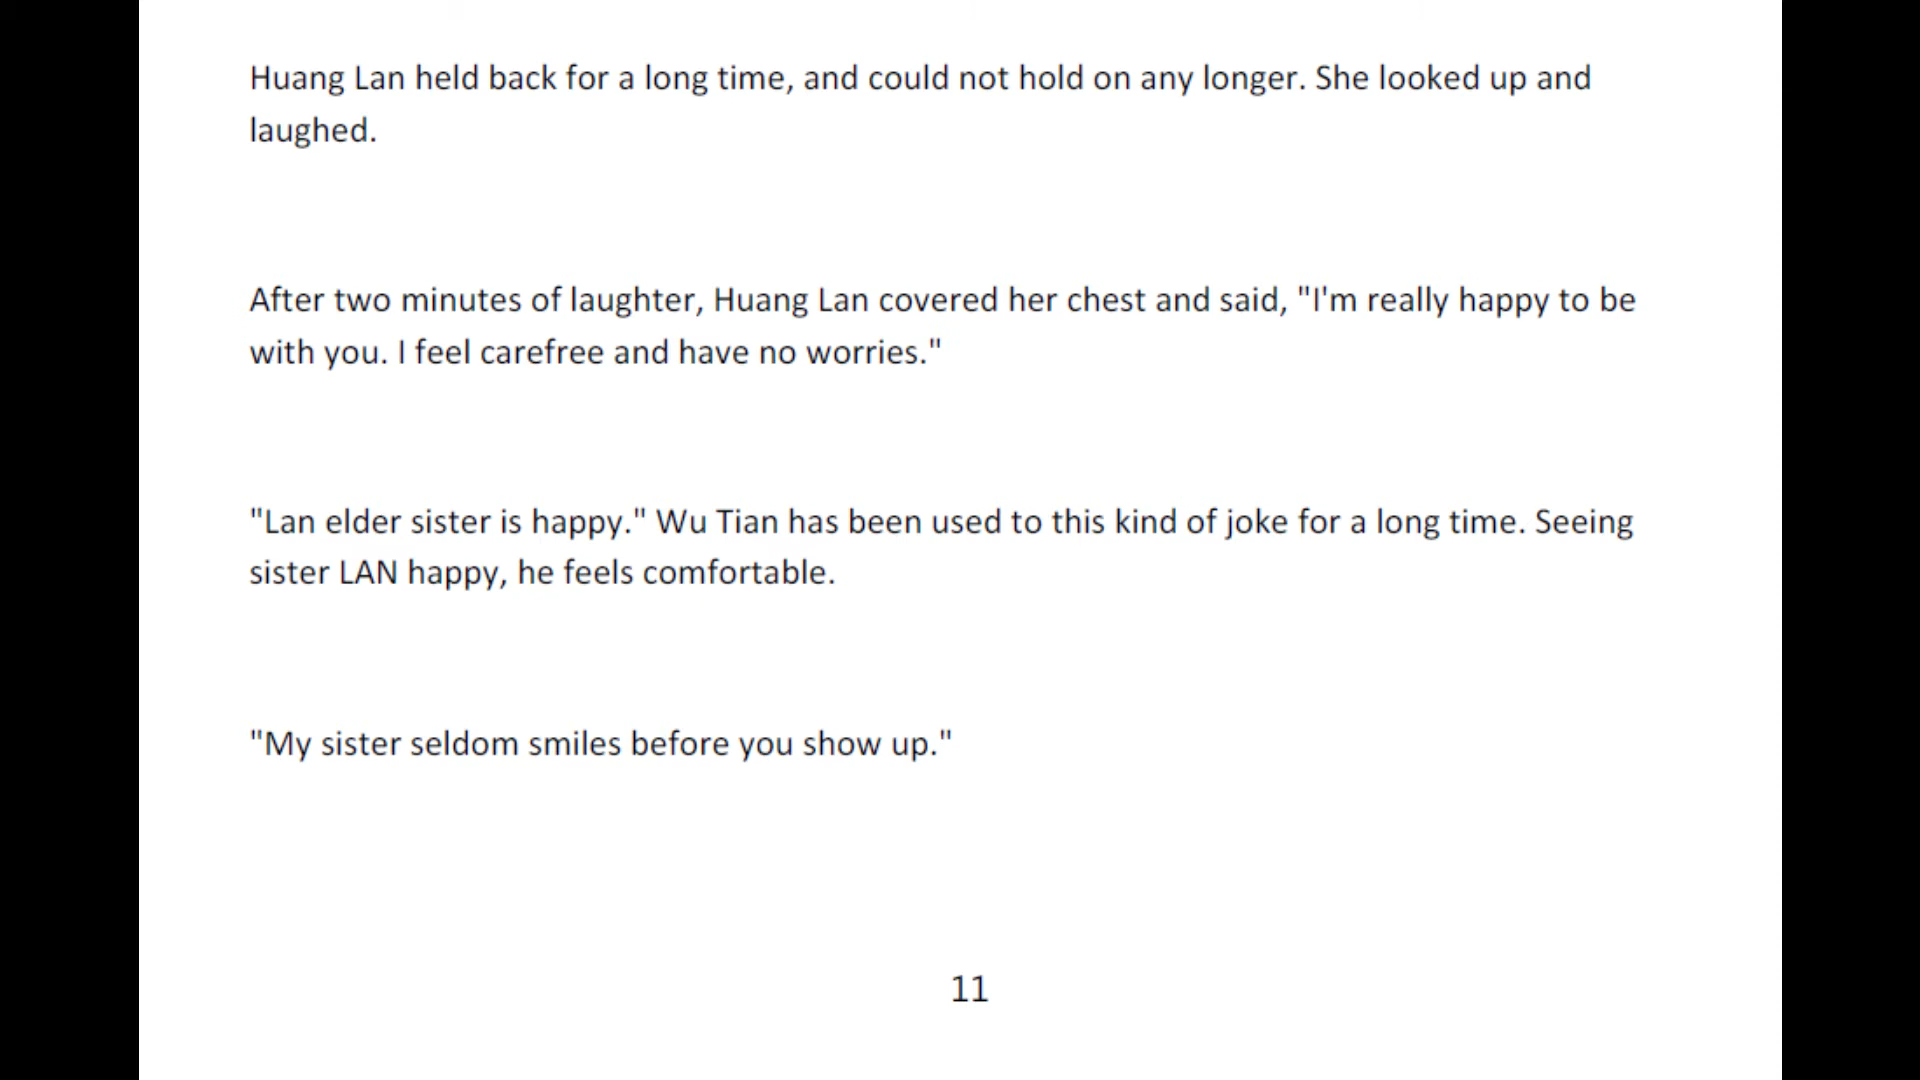 Huang Lan held back for a long time, and could not hold on any longer. She looked up and
laughed.
After two minutes of laughter, Huang Lan covered her chest and said, "I'm really happy to be
with you. I feel carefree and have no worries."
"Lan elder sister is happy." Wu Tian has been used to this kind of joke for a long time. Seeing
sister LAN happy, he feels comfortable.
"My sister seldom smiles before you show up."
11